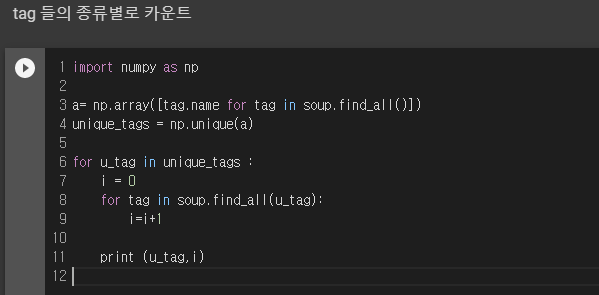 tag 들의 종류별로 카운트
1 import numpy as np
2
3 a= np.array([tag.name for tag in soup.find_all()])
4 unique_tags = np.unique(a)
5
6 for u_tag in unique_tags :
7     i = 0
8     for tag in soup.find_all(u_tag):
9         i=i+1
10
11     print (u_tag,i)
12